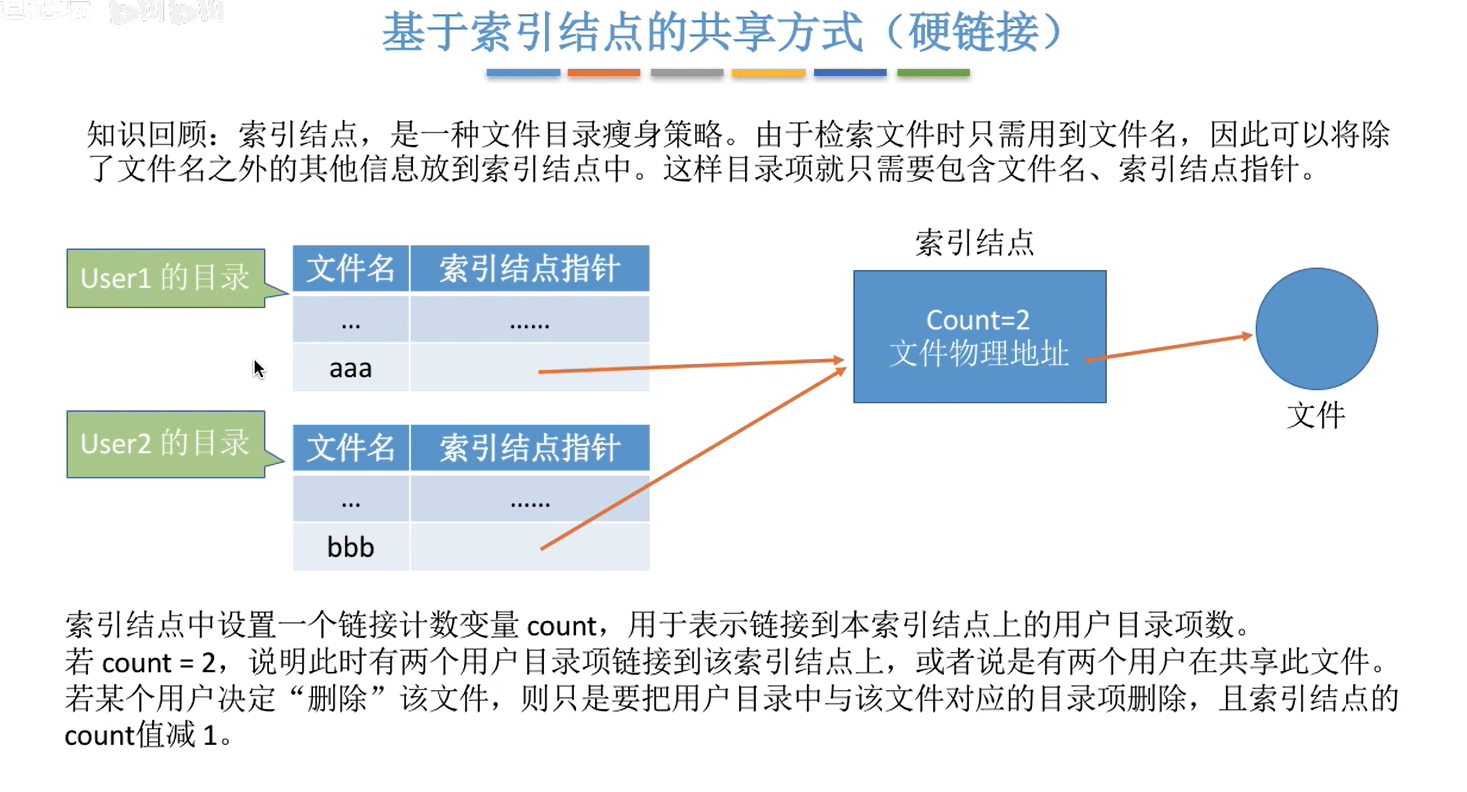 基于索引结点的共享方式（硬链接）
知识回顾：索引结点，是一种文件目录瘦身策略。由于检索文件时只需用到文件名，因此可以将除
了文件名之外的其他信息放到索引结点中。这样目录项就只需要包含文件名、索引结点指针。
User1 的目录
文件名 索引结点指针
... ......
aaa
User2 的目录
文件名 索引结点指针
... ......
bbb
索引结点
Count=2
文件物理地址
文件
索引结点中设置一个链接计数变量 count，用于表示链接到本索引结点上的用户目录项数。
若 count = 2，说明此时有两个用户目录项链接到该索引结点上，或者说是有两个用户在共享此文件。
若某个用户决定“删除”该文件，则只是要把用户目录中与该文件对应的目录项删除，且索引结点的
count值减 1。